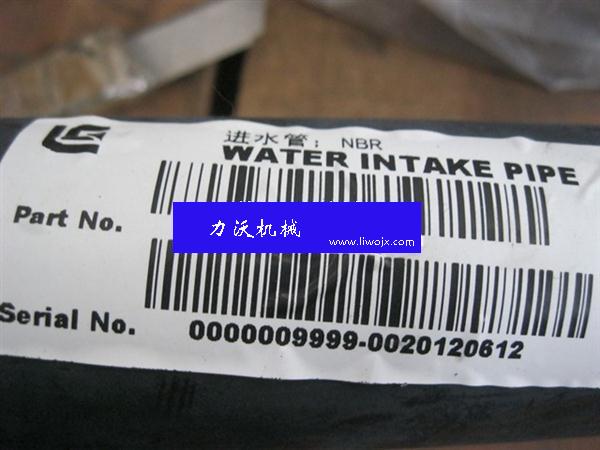 进水管：NBR
WATER INTAKE PIPE
Part No.
力沃机械
www.liwojx.com
Serial No.
0000009999-0020120612